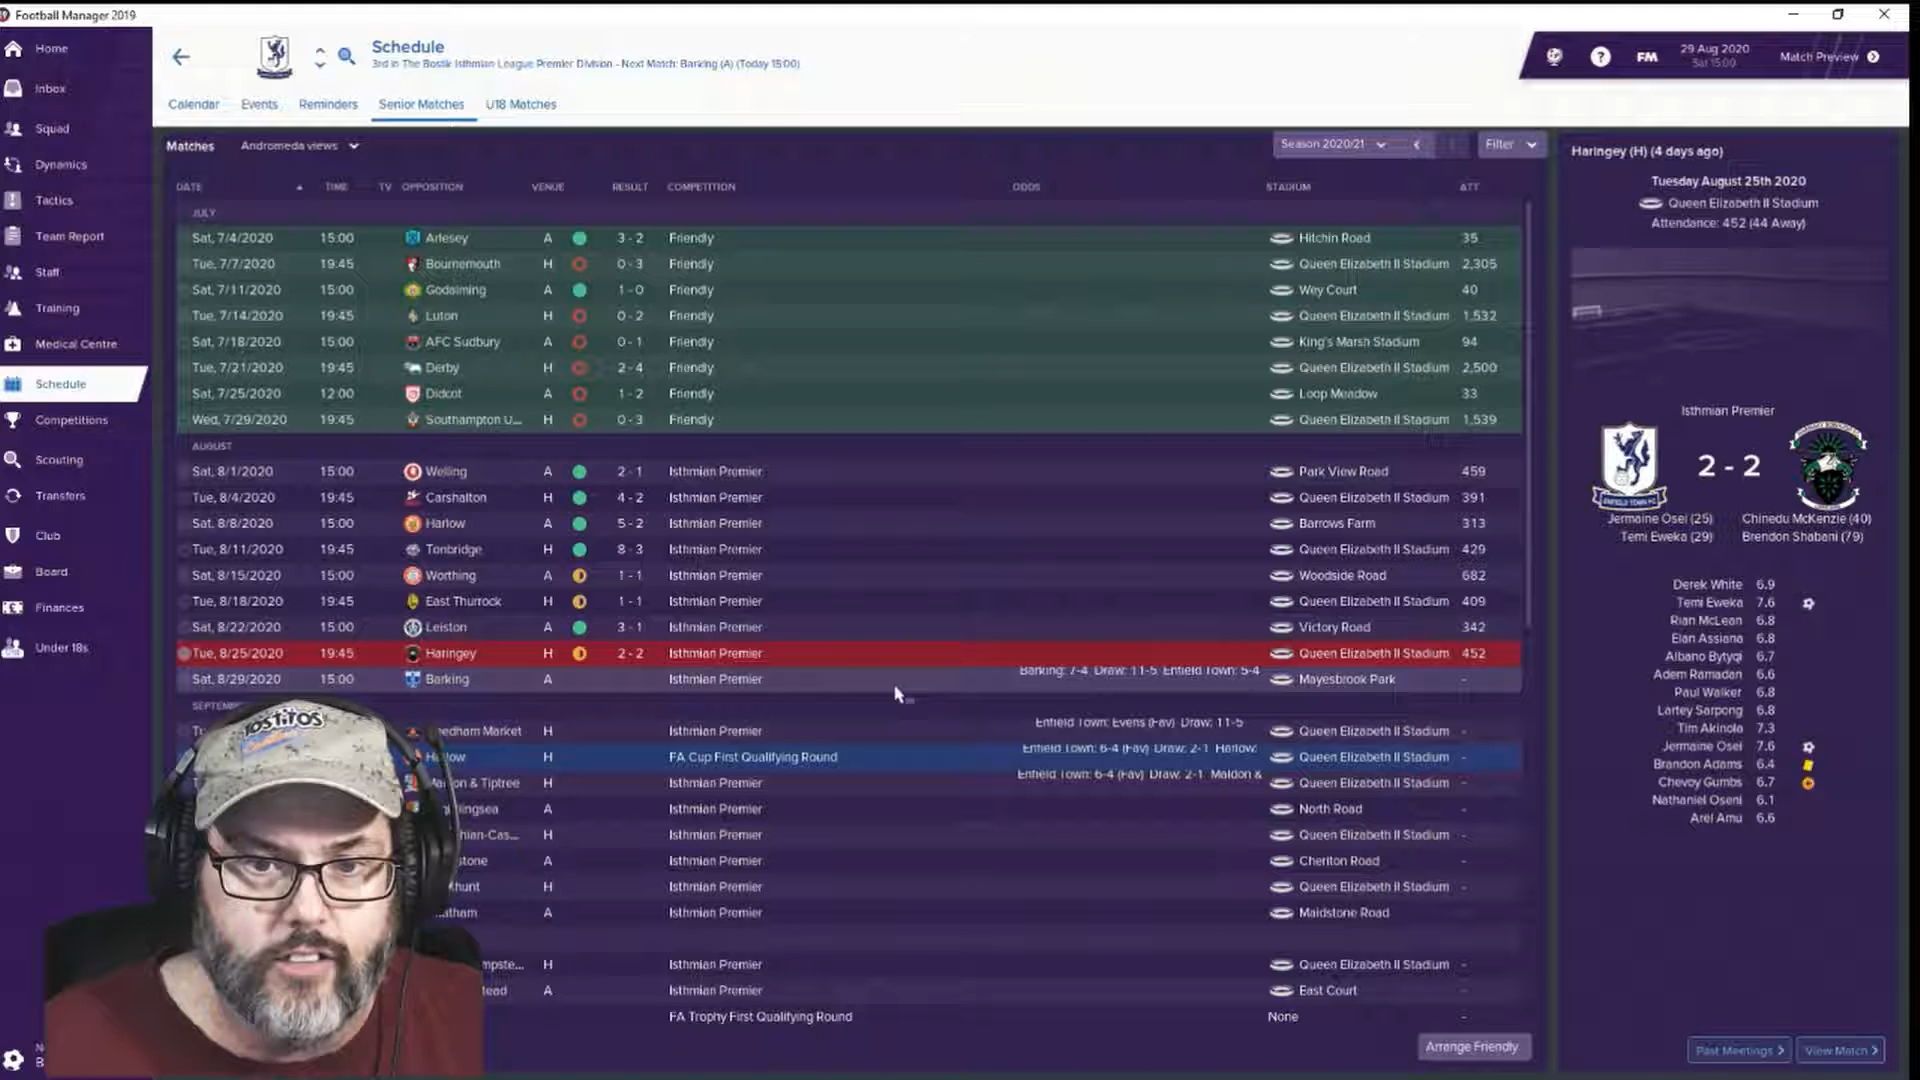 Football Manager 2019
Home
Inbox
Squad
Dynamics
Tactics
Team Report
Staff
Training
Medical Centre
Schedule
Competitions
Scouting
Transfers
Club
Board
Finances
Under 18s
Schedule
3rd in The Bostik Isthmian League Premier Division - Next Match: Barking (A) (Today 15:00)
FM
29 Aug 2020
Sat 15:00
Match Preview
Calendar Events Reminders Senior Matches U18 Matches
Matches Andromeda views Season 2020/21 Filter
DATE TIME TV OPPOSITION VENUE RESULT COMPETITION ODDS STADIUM ATT
JULY
Sat, 7/4/2020 15:00 Arlesey A 3 - 2 Friendly Hitchin Road 35
Tue, 7/7/2020 19:45 Bournemouth H 0 - 3 Friendly Queen Elizabeth II Stadium 2,305
Sat, 7/11/2020 15:00 Godalming A 1 - 0 Friendly Wey Court 40
Tue, 7/14/2020 19:45 Luton H 0 - 2 Friendly Queen Elizabeth II Stadium 1,532
Sat, 7/18/2020 15:00 AFC Sudbury A 0 - 1 Friendly King's Marsh Stadium 94
Tue, 7/21/2020 19:45 Derby H 2 - 4 Friendly Queen Elizabeth II Stadium 2,500
Sat, 7/25/2020 12:00 Didcot A 1 - 2 Friendly Loop Meadow 33
Wed, 7/29/2020 19:45 Southampton U... H 0 - 3 Friendly Queen Elizabeth II Stadium 1,539
AUGUST
Sat, 8/1/2020 15:00 Welling A 2 - 1 Isthmian Premier Park View Road 459
Tue, 8/4/2020 19:45 Carshalton H 4 - 2 Isthmian Premier Queen Elizabeth II Stadium 391
Sat, 8/8/2020 15:00 Harlow A 5 - 2 Isthmian Premier Barrows Farm 313
Tue, 8/11/2020 19:45 Tonbridge H 8 - 3 Isthmian Premier Queen Elizabeth II Stadium 429
Sat, 8/15/2020 15:00 Worthing A 1 - 1 Isthmian Premier Woodside Road 682
Tue, 8/18/2020 19:45 East Thurrock H 1 - 1 Isthmian Premier Queen Elizabeth II Stadium 409
Sat, 8/22/2020 15:00 Leiston A 3 - 1 Isthmian Premier Victory Road 342
Tue, 8/25/2020 19:45 Haringey H 2 - 2 Isthmian Premier Queen Elizabeth II Stadium 452
Sat, 8/29/2020 15:00 Barking A Isthmian Premier Barking: 7-4 Draw: 11-5 Enfield Town: 5-4 Mayesbrook Park -
SEPTEM
eedham Market H Isthmian Premier Enfield Town: Evens (Fav) Draw: 11-5 Queen Elizabeth II Stadium -
H FA Cup First Qualifying Round Enfield Town: 6-4 (Fav) Draw: 2-1 Harlow: Queen Elizabeth II Stadium -
& Tiptree H Isthmian Premier Enfield Town: 6-4 (Fav) Draw: 2-1 Maldon & Queen Elizabeth II Stadium -
lingsea A Isthmian Premier North Road -
hian-Cas... H Isthmian Premier Queen Elizabeth II Stadium -
stone A Isthmian Premier Cheriton Road -
hunt H Isthmian Premier Queen Elizabeth II Stadium -
atham A Isthmian Premier Maidstone Road -
mpste... H Isthmian Premier Queen Elizabeth II Stadium -
tead A Isthmian Premier East Court -
FA Trophy First Qualifying Round None -
Arrange Friendly
Haringey (H) (4 days ago)
Tuesday August 25th 2020
Queen Elizabeth II Stadium
Attendance: 452 (44 Away)
Isthmian Premier
2 - 2
ENFIELD TOWN FC
Jermaine Osei (25) Chinedu McKenzie (40)
Temi Eweka (29) Brendon Shabani (79)
Derek White 6.9
Temi Eweka 7.6
Rian McLean 6.8
Elan Assiana 6.8
Albano Bytyqi 6.7
Adem Ramadan 6.6
Paul Walker 6.8
Lartey Sarpong 6.8
Tim Akinola 7.3
Jermaine Osei 7.6
Brandon Adams 6.4
Chevoy Gumbs 6.7
Nathaniel Oseni 6.1
Arel Amu 6.6
Past Meetings
View Match
TOSTITOS